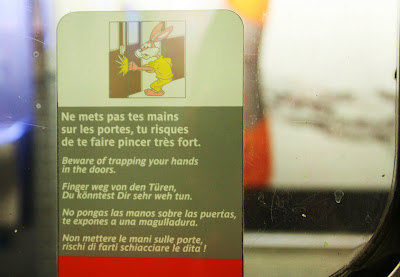 Ne mets pas tes mains
sur les portes, tu risques
de te faire pincer très fort.
Beware of trapping your hands
in the doors.
Finger weg von den Türen,
Du könntest Dir sehr weh tun.
No pongas las manos sobre las puertas,
te expones a una magulladura.
Non mettere le mani sulle porte,
rischi di farti schiacciare le dita !